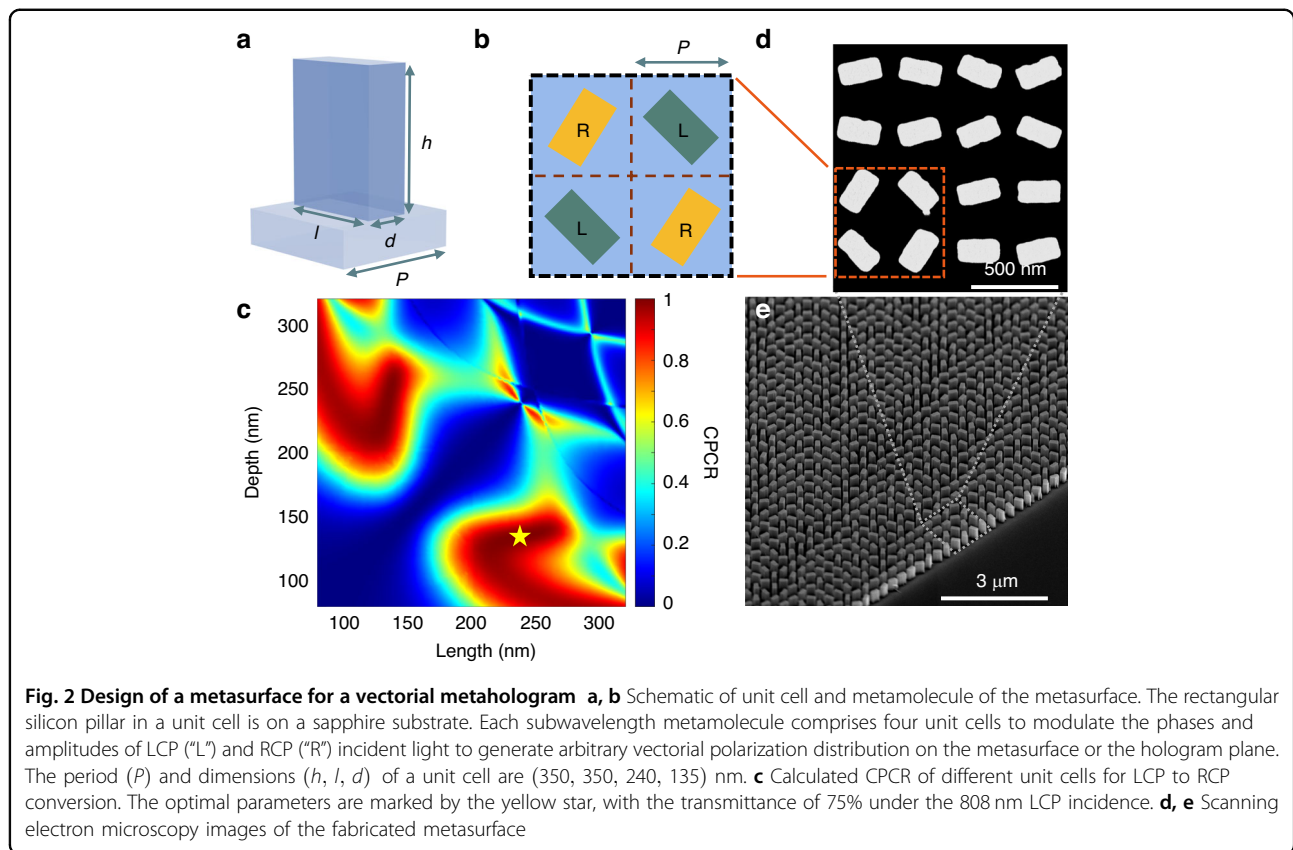 a
h
l
d
P
b
P
R
L
L
R
d
500 nm
c
300
250
200
150
100
Depth (nm)
100
150
200
250
300
Length (nm)
1
0.8
0.6
0.4
0.2
0
CPCR
e
3 μm
Fig. 2 Design of a metasurface for a vectorial metahologram a, b Schematic of unit cell and metamolecule of the metasurface. The rectangular
silicon pillar in a unit cell is on a sapphire substrate. Each subwavelength metamolecule comprises four unit cells to modulate the phases and
amplitudes of LCP (“L”) and RCP (“R”) incident light to generate arbitrary vectorial polarization distribution on the metasurface or the hologram plane.
The period (P) and dimensions (h, l, d) of a unit cell are (350, 350, 240, 135) nm. c Calculated CPCR of different unit cells for LCP to RCP
conversion. The optimal parameters are marked by the yellow star, with the transmittance of 75% under the 808 nm LCP incidence. d, e Scanning
electron microscopy images of the fabricated metasurface